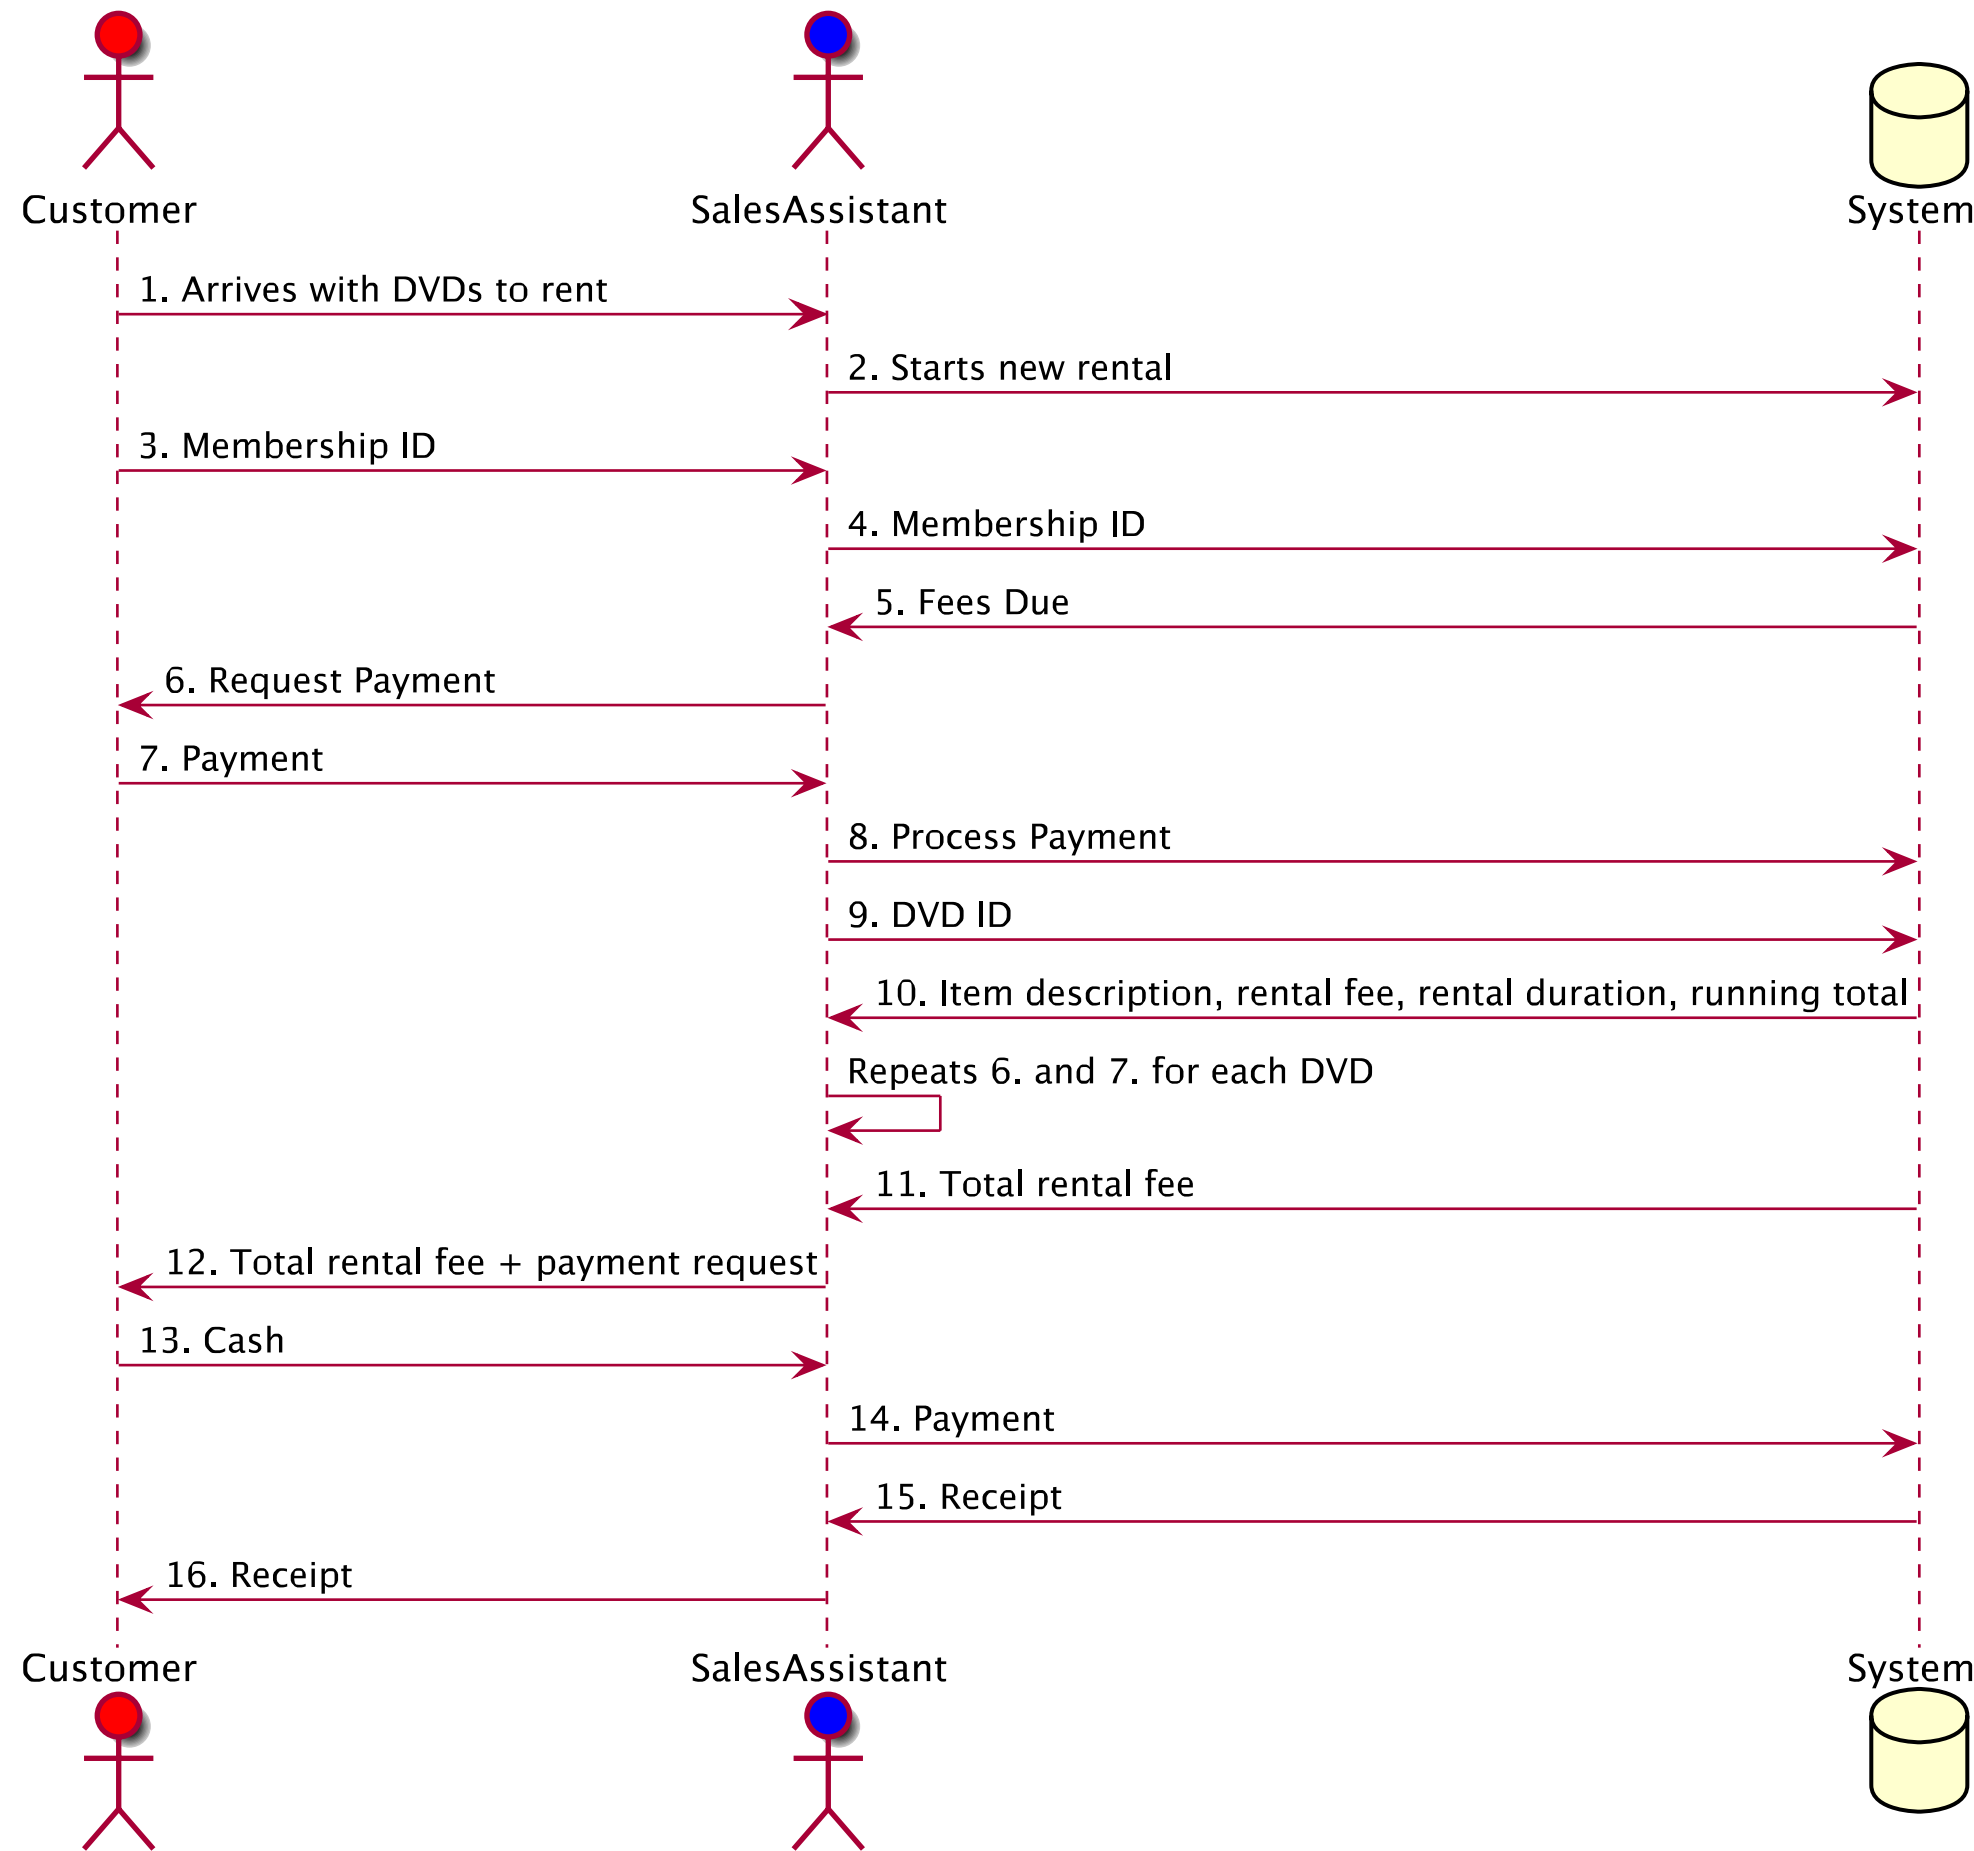 Customer
SalesAssistant
System
1. Arrives with DVDs to rent
2. Starts new rental
3. Membership ID
4. Membership ID
5. Fees Due
6. Request Payment
7. Payment
8. Process Payment
9. DVD ID
10. Item description, rental fee, rental duration, running total
Repeats 6. and 7. for each DVD
11. Total rental fee
12. Total rental fee + payment request
13. Cash
14. Payment
15. Receipt
16. Receipt
Customer
SalesAssistant
System